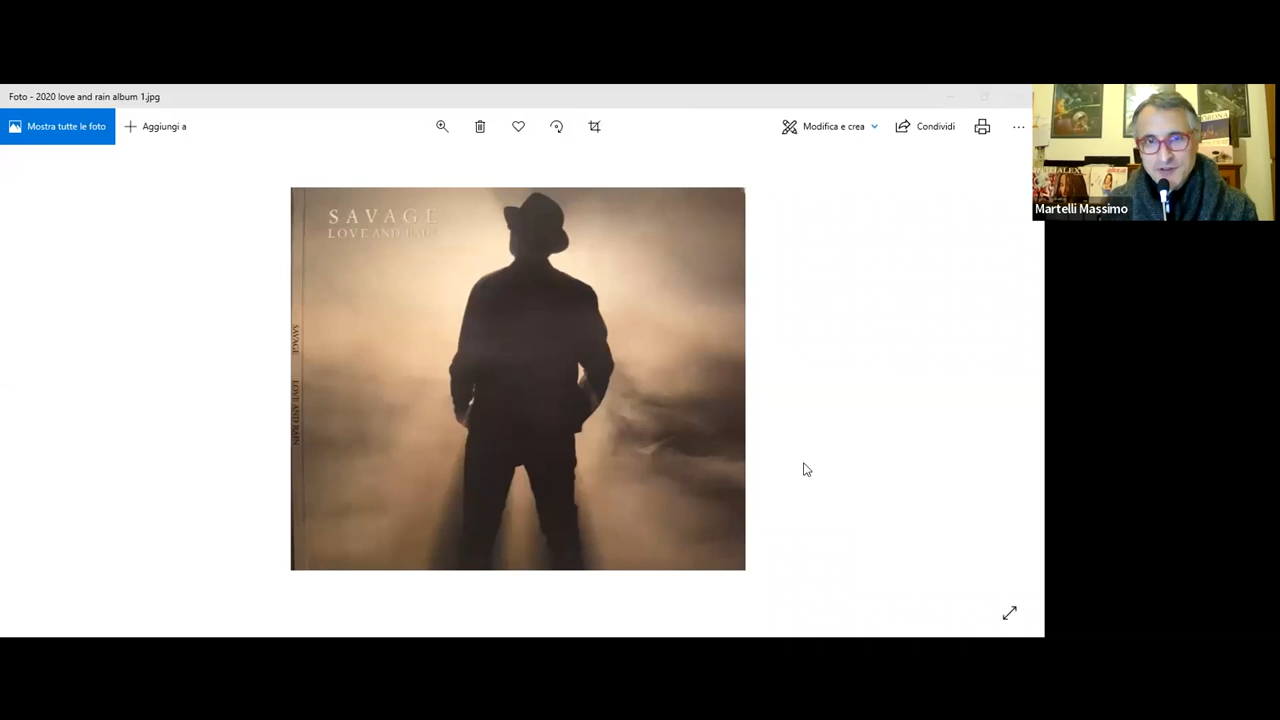 Foto - 2020 love and rain album 1.jpg
Mostra tutte le foto
Aggiungi a
Modifica e crea
Condividi
SAVAGE
LOVE AND RAIN
SAVAGE LOVE AND RAIN
Martelli Massimo